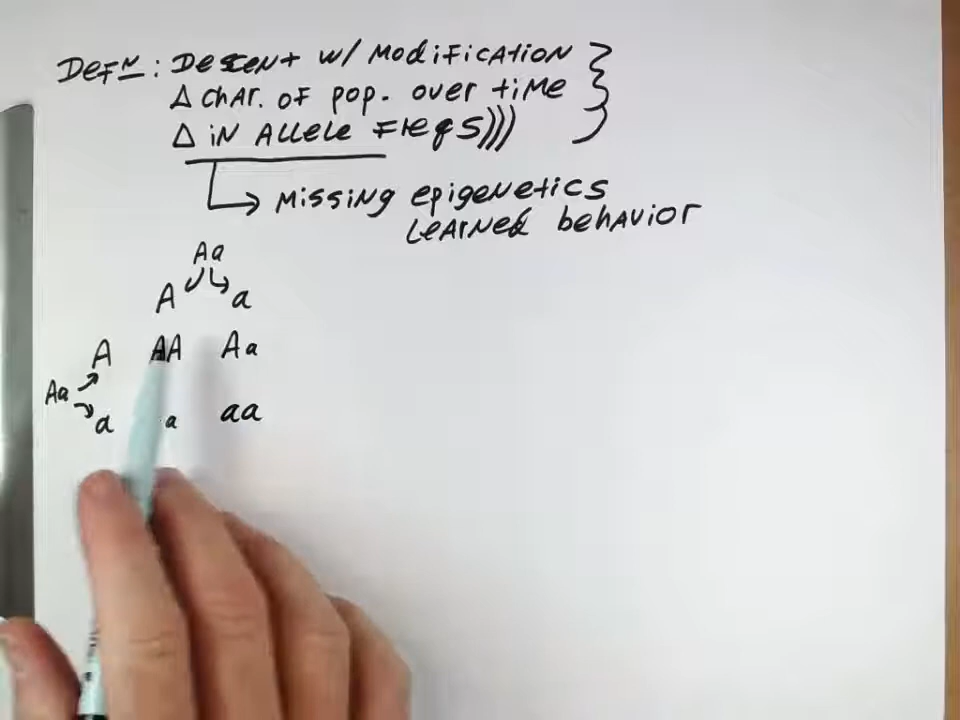 DEFN: DESCENT W/ MODIFICATION
Δ CHAR. OF POP. OVER TIME
Δ IN ALLELE FREQS)))
MISSING EPIGENETICS
LEARNED BEHAVIOR
Aa
A a
A AA Aa
Aa
a a aa